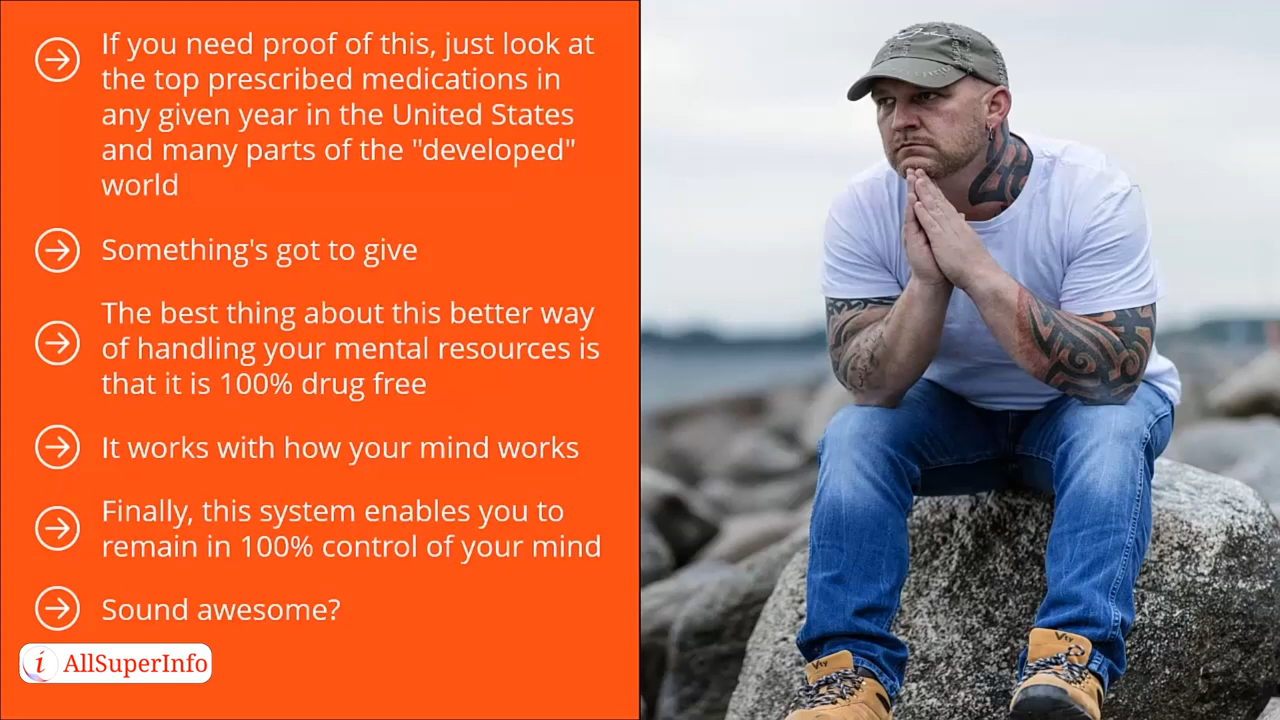 If you need proof of this, just look at
the top prescribed medications in
any given year in the United States
and many parts of the "developed"
world
Something's got to give
The best thing about this better way
of handling your mental resources is
that it is 100% drug free
It works with how your mind works
Finally, this system enables you to
remain in 100% control of your mind
Sound awesome?
i AllSuperInfo
Vty
Vty